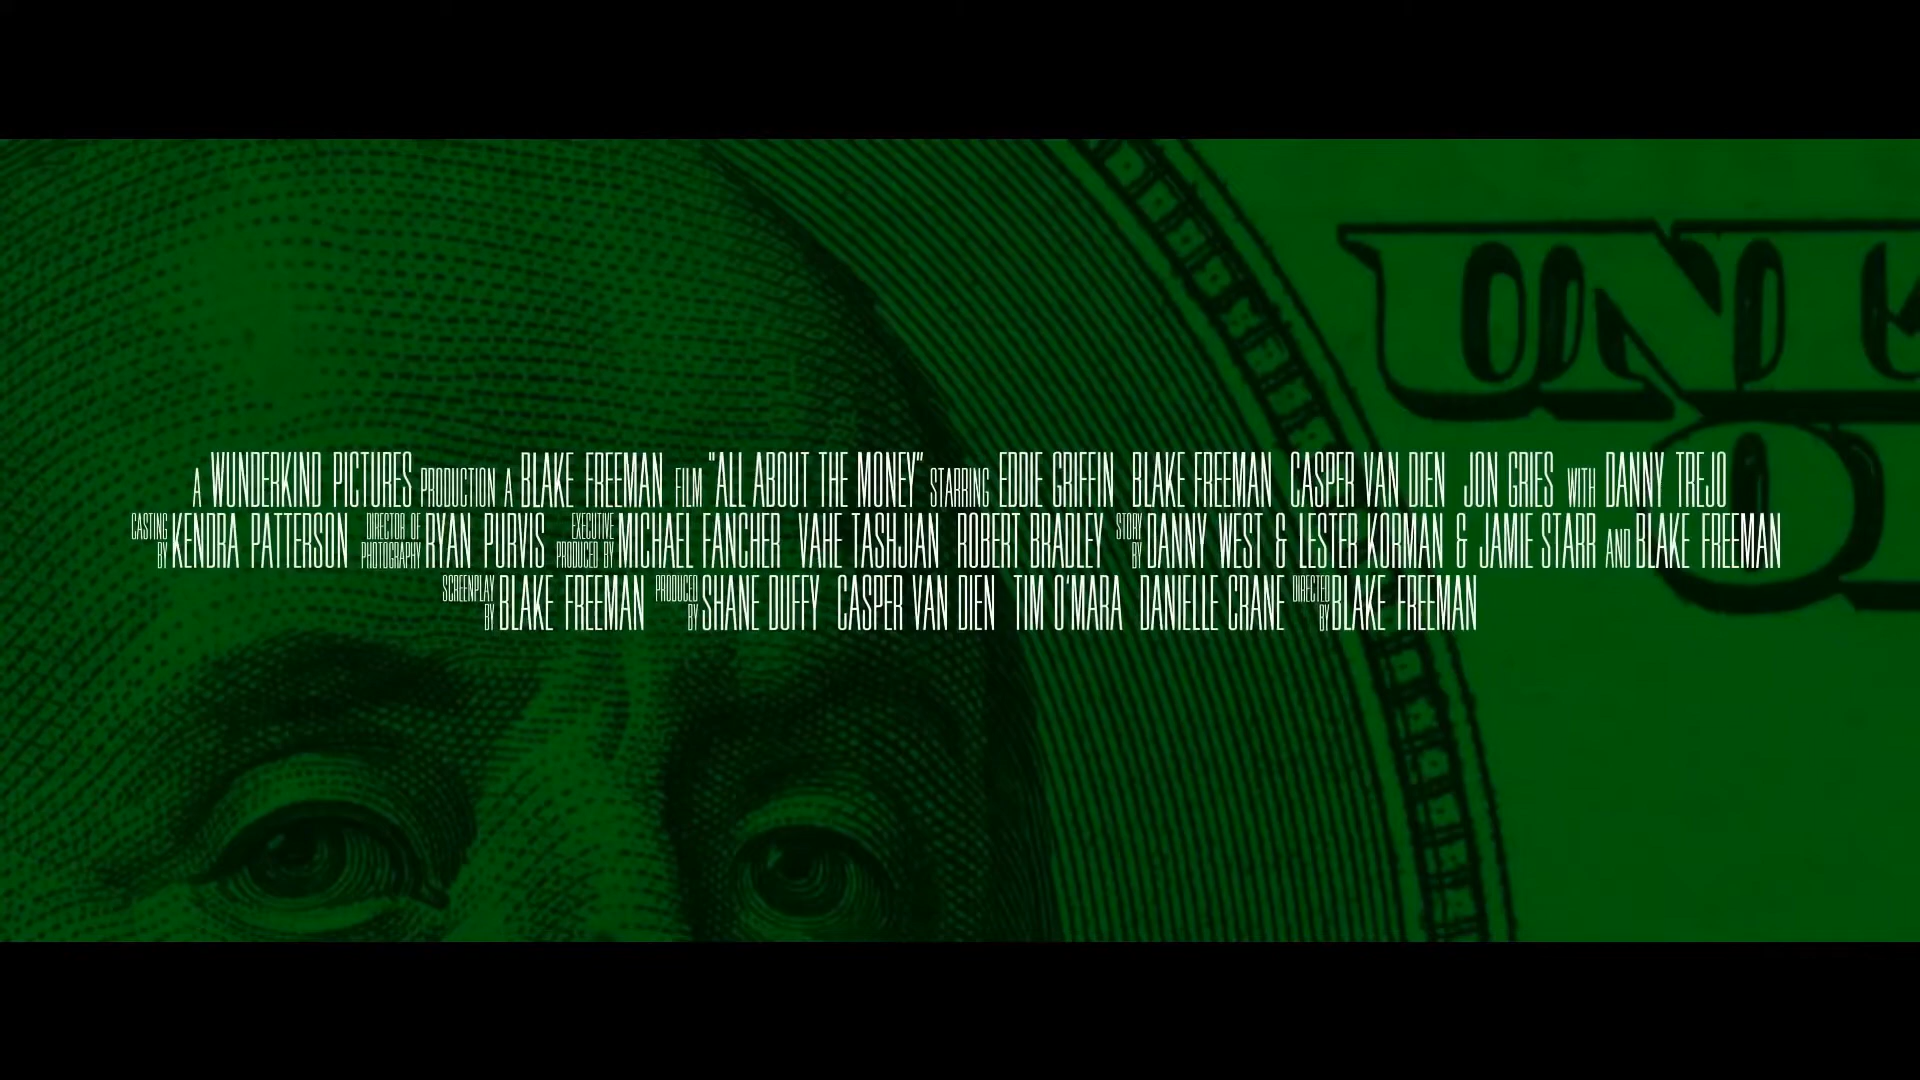 UNI
A WUNDERKIND PICTURES PRODUCTION A BLAKE FREEMAN FILM "ALL ABOUT THE MONEY" STARRING EDDIE GRIFFIN BLAKE FREEMAN CASPER VAN DIEN JON GRIES WITH DANNY TREJO
CASTING BY KENDRA PATTERSON DIRECTOR OF PHOTOGRAPHY RYAN PURVIS EXECUTIVE PRODUCED BY MICHAEL FANCHER VAHE TASHJIAN ROBERT BRADLEY STORY BY DANNY WEST & LESTER KORMAN & JAMIE STARR AND BLAKE FREEMAN
SCREENPLAY BY BLAKE FREEMAN PRODUCED BY SHANE DUFFY CASPER VAN DIEN TIM O'MARA DANIELLE CRANE DIRECTED BY BLAKE FREEMAN